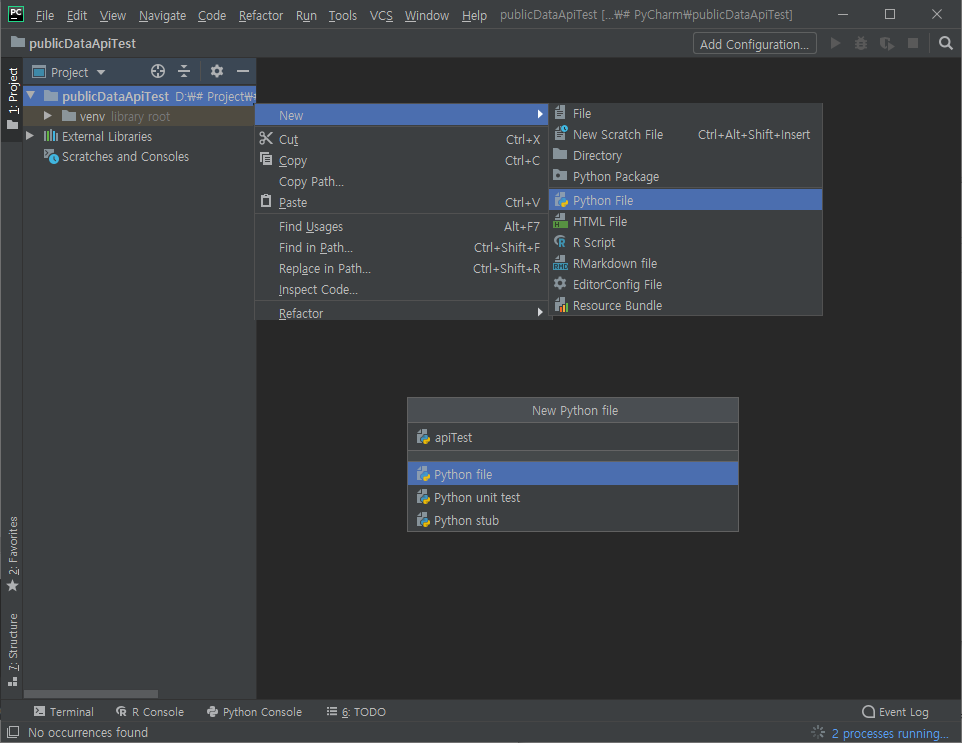 PC File Edit View Navigate Code Refactor Run Tools VCS Window Help publicDataApiTest [...₩# PyCharm₩publicDataApiTest]
publicDataApiTest Add Configuration...
1: Project
Project
publicDataApiTest D:₩# Project₩
venv library root
External Libraries
Scratches and Consoles
New
Cut Ctrl+X
Copy Ctrl+C
Copy Path...
Paste Ctrl+V
Find Usages Alt+F7
Find in Path... Ctrl+Shift+F
Replace in Path... Ctrl+Shift+R
Inspect Code...
Refactor
File
New Scratch File Ctrl+Alt+Shift+Insert
Directory
Python Package
Python File
HTML File
R Script
RMarkdown file
EditorConfig File
Resource Bundle
New Python file
apiTest
Python file
Python unit test
Python stub
2: Favorites
7: Structure
Terminal R Console Python Console 6: TODO Event Log
No occurrences found 2 processes running...